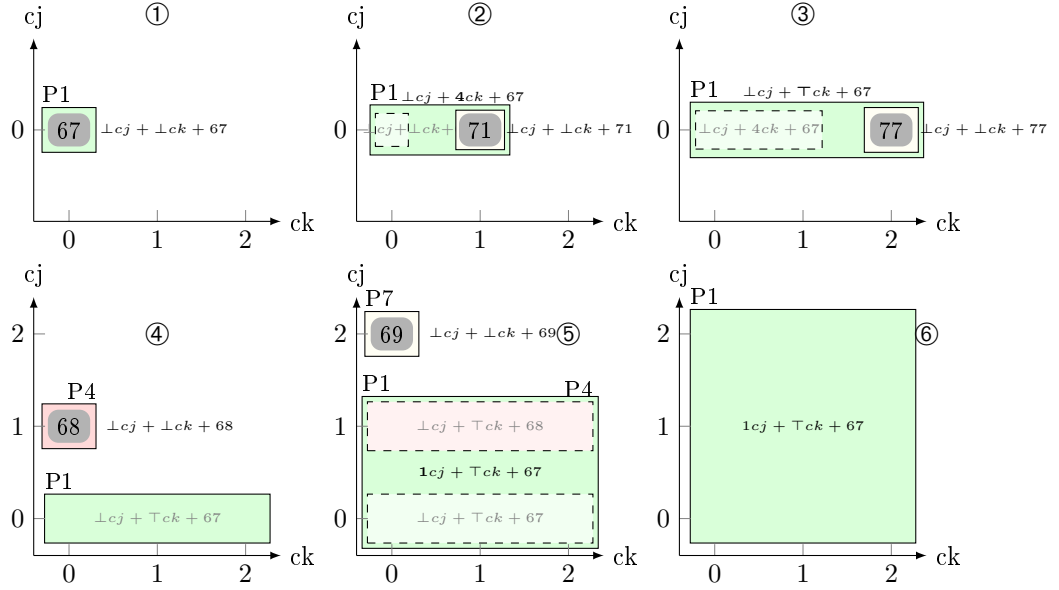 cj ① cj ② cj ③
P1
0 67 ⊥cj + ⊥ck + 67
0 1 2 ck
P1 ⊥cj + 4ck + 67
0 cj+ ⊥ck+ 71 ⊥cj + ⊥ck + 71
0 1 2 ck
P1 ⊥cj + ⊤ck + 67
0 ⊥cj + 4ck + 67 77 ⊥cj + ⊥ck + 77
0 1 2 ck
cj
2 ④
P4
1 68 ⊥cj + ⊥ck + 68
P1
0 ⊥cj + ⊤ck + 67
0 1 2 ck
cj
P7
2 69 ⊥cj + ⊥ck + 69 ⑤
P1 P4
1 ⊥cj + ⊤ck + 68
1cj + ⊤ck + 67
0 ⊥cj + ⊤ck + 67
0 1 2 ck
cj
P1
2 ⑥
1 1cj + ⊤ck + 67
0
0 1 2 ck